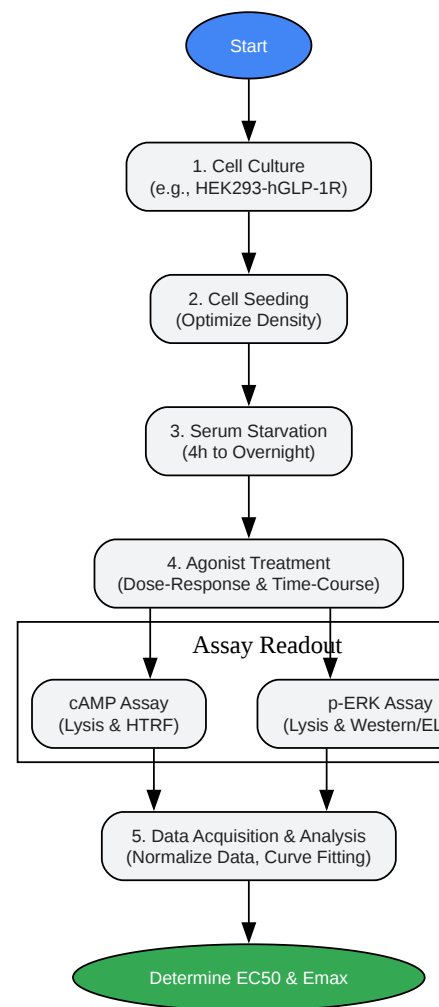 Start
1. Cell Culture
(e.g., HEK293-hGLP-1R)
2. Cell Seeding
(Optimize Density)
3. Serum Starvation
(4h to Overnight)
4. Agonist Treatment
(Dose-Response & Time-Course)
Assay Readout
cAMP Assay
(Lysis & HTRF)
p-ERK Assay
(Lysis & Western/EL
5. Data Acquisition & Analysis
(Normalize Data, Curve Fitting)
Determine EC50 & Emax